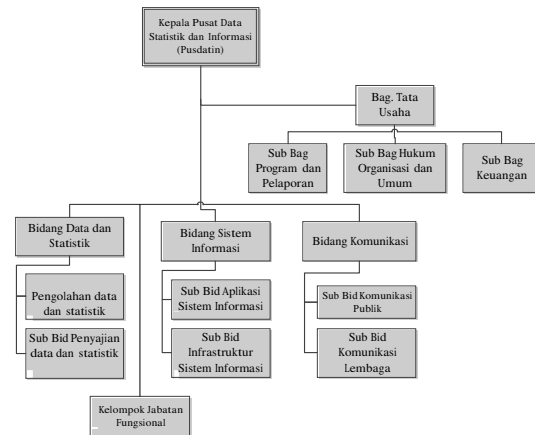 Kepala Pusat Data
Statistik dan Informasi
(Pusdatin)
Bag. Tata
Usaha
Sub Bag
Program dan
Pelaporan
Sub Bag Hukum
Organisasi dan
Umum
Sub Bag
Keuangan
Bidang Data dan
Statistik
Bidang Sistem
Informasi
Bidang Komunikasi
Pengolahan data
dan statistik
Sub Bid Aplikasi
Sistem Informasi
Sub Bid Komunikasi
Publik
Sub Bid Penyajian
data dan statistik
Sub Bid
Infrastruktur
Sistem Informasi
Sub Bid
Komunikasi
Lembaga
Kelompok Jabatan
Fungsional